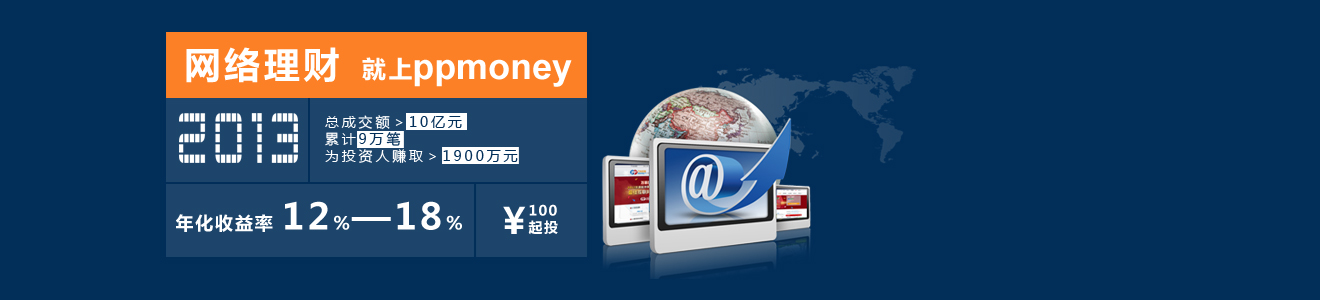 网络理财 就上ppmoney
2013
总成交额>10亿元
累计9万笔
为投资人赚取>1900万元
年化收益率 12%—18%
¥100
起投
@